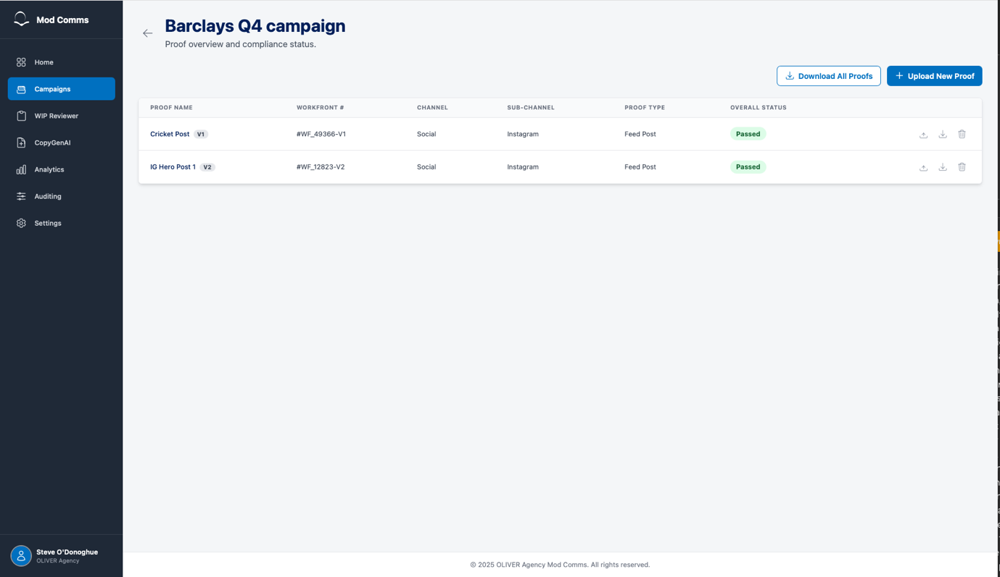 Mod Comms
Home
Campaigns
WIP Reviewer
CopyGenAI
Analytics
Auditing
Settings
Steve O'Donoghue
OLIVER Agency
Barclays Q4 campaign
Proof overview and compliance status.
Download All Proofs
Upload New Proof
PROOF NAME WORKFRONT # CHANNEL SUB-CHANNEL PROOF TYPE OVERALL STATUS
Cricket Post V1 #WF_49366-V1 Social Instagram Feed Post Passed
IG Hero Post 1 V2 #WF_12823-V2 Social Instagram Feed Post Passed
© 2025 OLIVER Agency Mod Comms. All rights reserved.